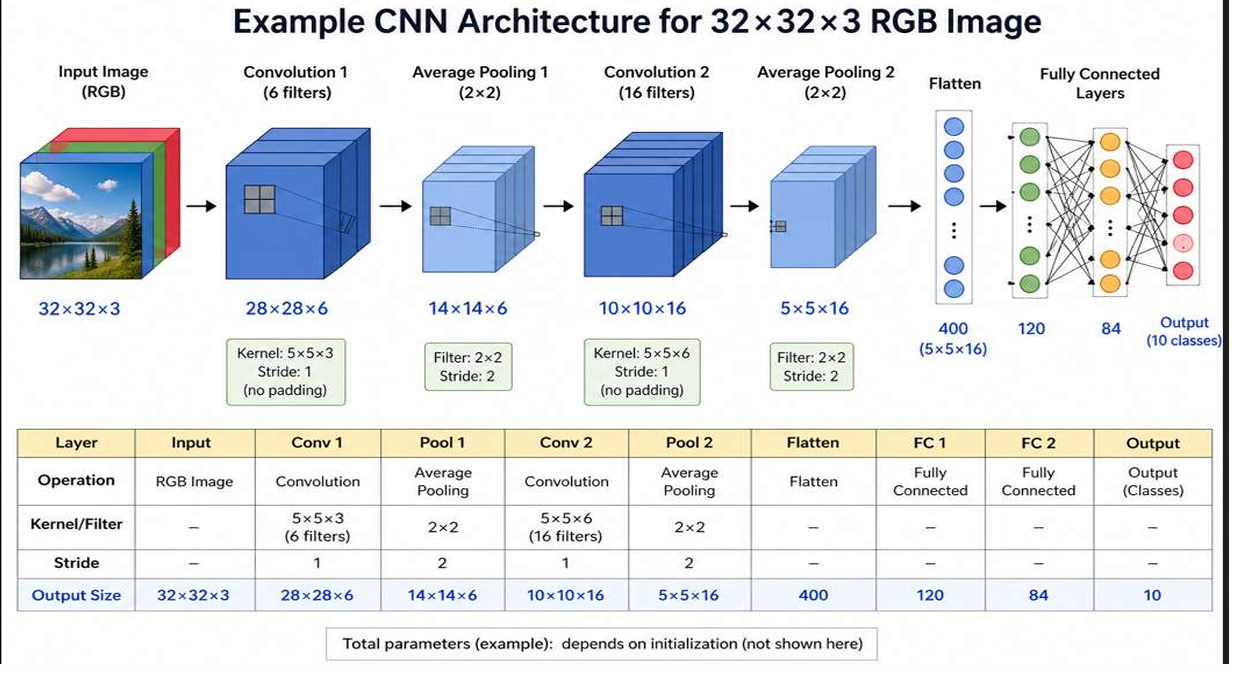 Example CNN Architecture for 32×32×3 RGB Image
Input Image
(RGB)
Convolution 1
(6 filters)
Average Pooling 1
(2×2)
Convolution 2
(16 filters)
Average Pooling 2
(2×2)
Flatten
Fully Connected
Layers
32×32×3
28×28×6
14×14×6
10×10×16
5×5×16
400
(5×5×16)
120
84
Output
(10 classes)
Kernel: 5×5×3
Stride: 1
(no padding)
Filter: 2×2
Stride: 2
Kernel: 5×5×6
Stride: 1
(no padding)
Filter: 2×2
Stride: 2
Layer Input Conv 1 Pool 1 Conv 2 Pool 2 Flatten FC 1 FC 2 Output
Operation RGB Image Convolution Average Pooling Convolution Average Pooling Flatten Fully Connected Fully Connected Output (Classes)
Kernel/Filter – 5×5×3 (6 filters) 2×2 5×5×6 (16 filters) 2×2 – – – –
Stride – 1 2 1 2 – – – –
Output Size 32×32×3 28×28×6 14×14×6 10×10×16 5×5×16 400 120 84 10
Total parameters (example): depends on initialization (not shown here)